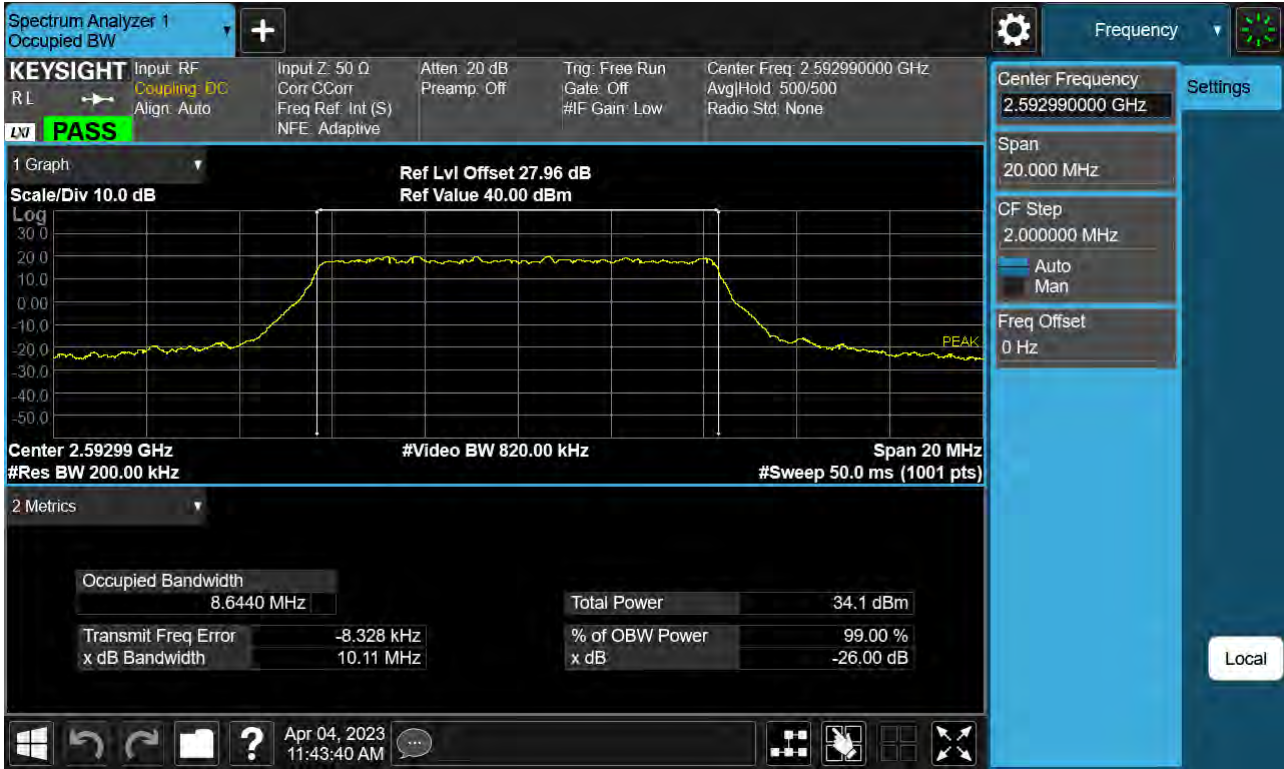 Spectrum Analyzer 1
Occupied BW
+
Frequency
KEYSIGHT
R L
LXI
PASS
Input: RF
Coupling: DC
Align: Auto
Input Z: 50 Ω
Corr CCorr
Freq Ref: Int (S)
NFE: Adaptive
Atten: 20 dB
Preamp: Off
Trig: Free Run
Gate: Off
#IF Gain: Low
Center Freq: 2.592990000 GHz
Avg|Hold: 500/500
Radio Std: None
Center Frequency
2.592990000 GHz
Settings
Span
20.000 MHz
CF Step
2.000000 MHz
Auto
Man
Freq Offset
0 Hz
Local
1 Graph
Scale/Div 10.0 dB
Ref Lvl Offset 27.96 dB
Ref Value 40.00 dBm
Log
30.0
20.0
10.0
0.00
-10.0
-20.0
-30.0
-40.0
-50.0
PEAK
Center 2.59299 GHz
#Video BW 820.00 kHz
Span 20 MHz
#Res BW 200.00 kHz
#Sweep 50.0 ms (1001 pts)
2 Metrics
Occupied Bandwidth
8.6440 MHz
Total Power 34.1 dBm
Transmit Freq Error -8.328 kHz
% of OBW Power 99.00 %
x dB Bandwidth 10.11 MHz
x dB -26.00 dB
?
Apr 04, 2023
11:43:40 AM